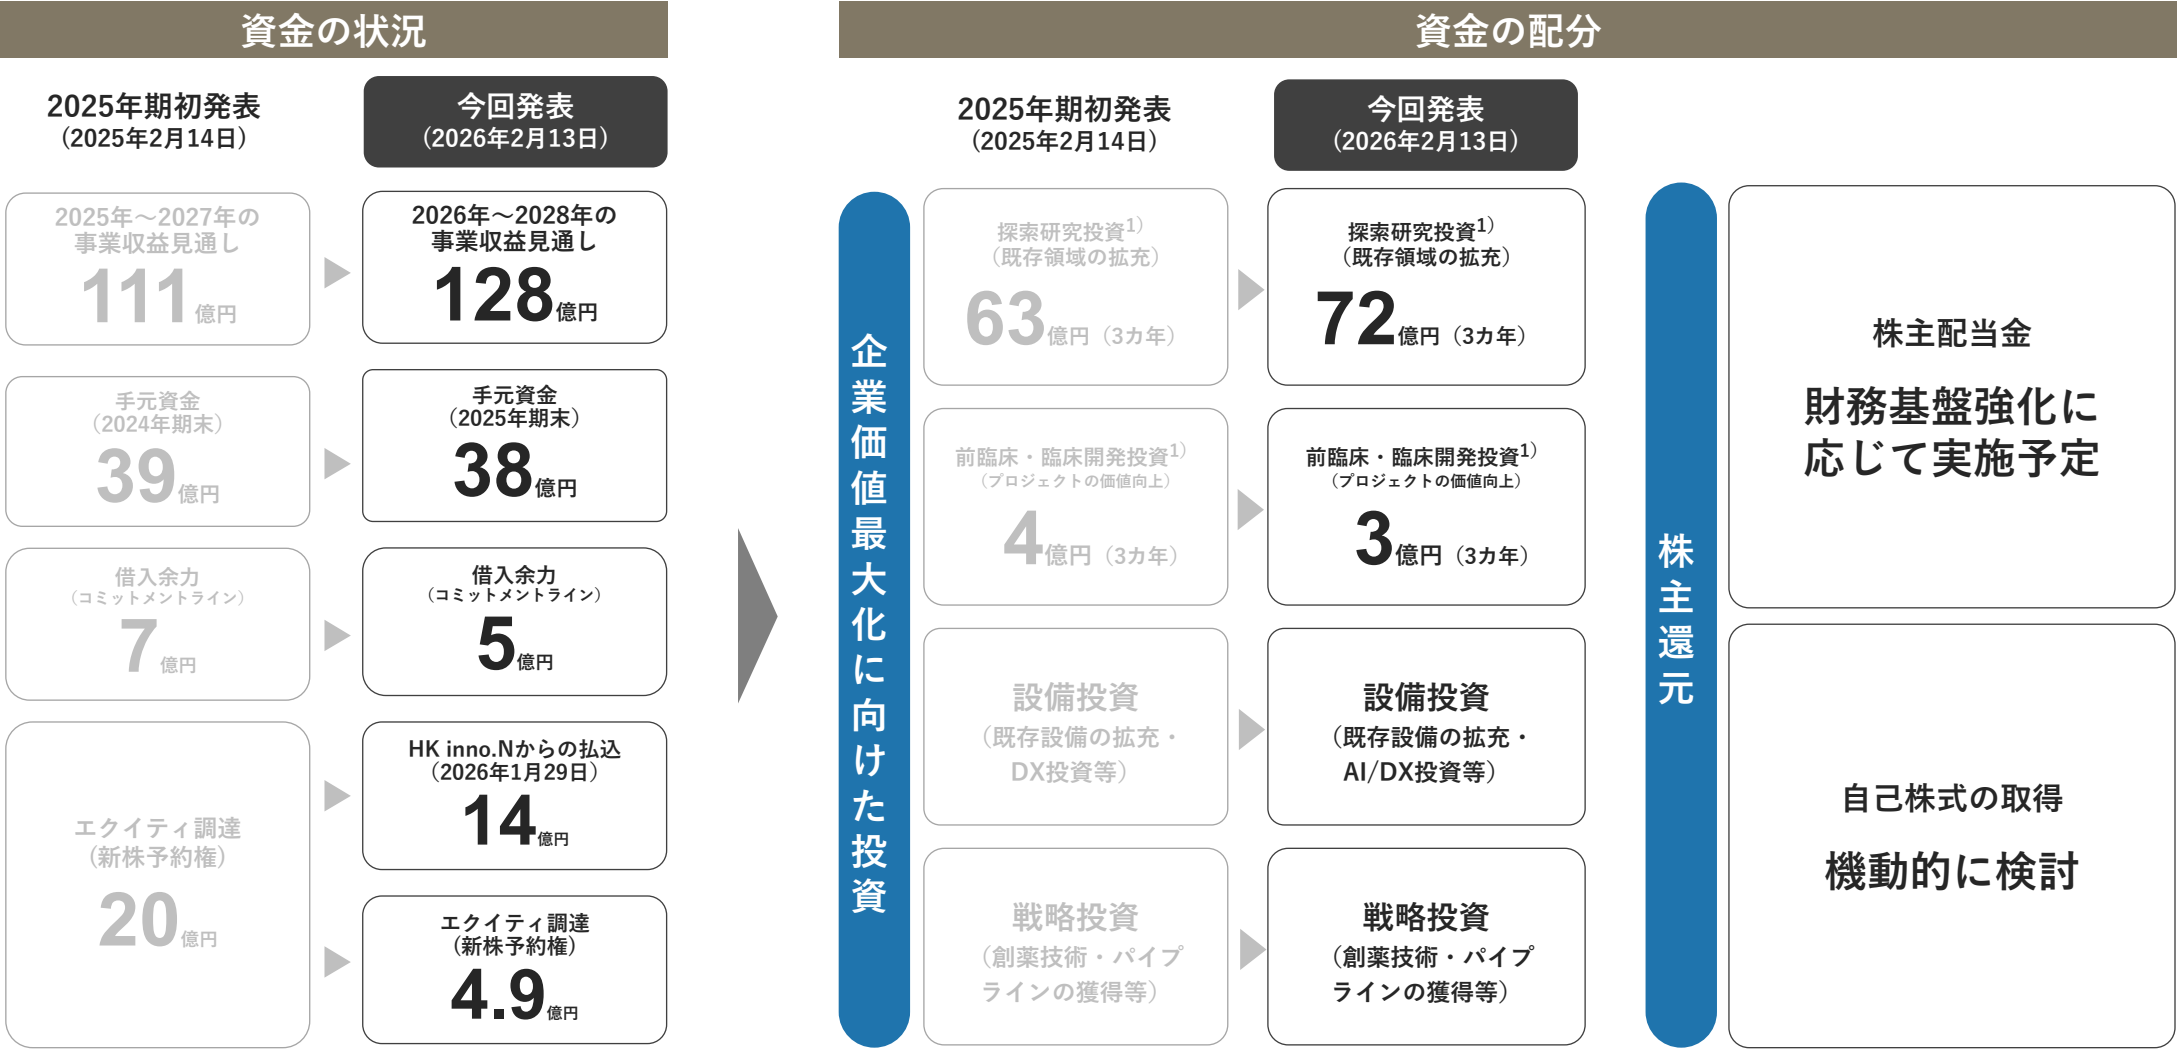 資金の状況
2025年期初発表
（2025年2月14日）
今回発表
（2026年2月13日）
2025年～2027年の
事業収益見通し
111億円
2026年～2028年の
事業収益見通し
128億円
手元資金
（2024年期末）
39億円
手元資金
（2025年期末）
38億円
借入余力
（コミットメントライン）
7億円
借入余力
（コミットメントライン）
5億円
エクイティ調達
(新株予約権)
20億円
HK inno.Nからの払込
（2026年1月29日）
14億円
エクイティ調達
(新株予約権)
4.9億円
資金の配分
2025年期初発表
（2025年2月14日）
今回発表
（2026年2月13日）
企業価値最大化に向けた投資
探索研究投資1)
（既存領域の拡充）
63億円（3カ年）
探索研究投資1)
（既存領域の拡充）
72億円（3カ年）
前臨床・臨床開発投資1)
（プロジェクトの価値向上）
4億円（3カ年）
前臨床・臨床開発投資1)
（プロジェクトの価値向上）
3億円（3カ年）
設備投資
（既存設備の拡充・
DX投資等）
設備投資
（既存設備の拡充・
AI/DX投資等）
戦略投資
（創薬技術・パイプ
ラインの獲得等）
戦略投資
（創薬技術・パイプ
ラインの獲得等）
株主還元
株主配当金
財務基盤強化に
応じて実施予定
自己株式の取得
機動的に検討